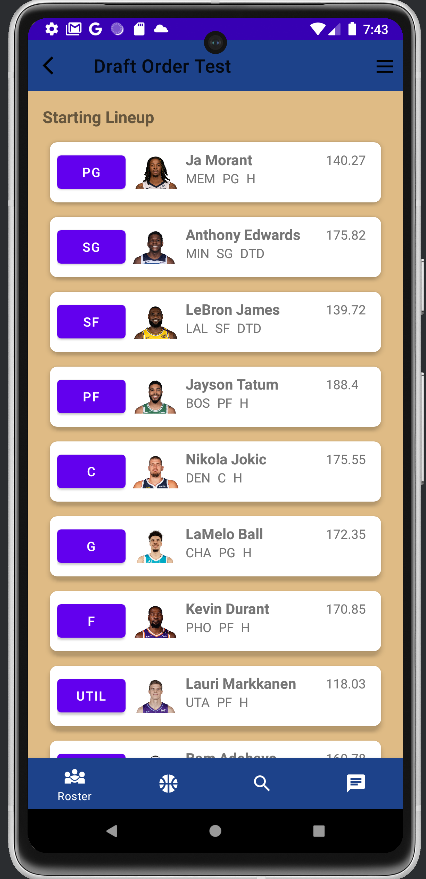 7:43
Draft Order Test
Starting Lineup
PG
Ja Morant
140.27
MEM PG H
SG
Anthony Edwards
175.82
MIN SG DTD
SF
LeBron James
139.72
LAL SF DTD
PF
Jayson Tatum
188.4
BOS PF H
C
Nikola Jokic
175.55
DEN C H
G
LaMelo Ball
172.35
CHA PG H
F
Kevin Durant
170.85
PHO PF H
UTIL
Lauri Markkanen
118.03
UTA PF H
Roster